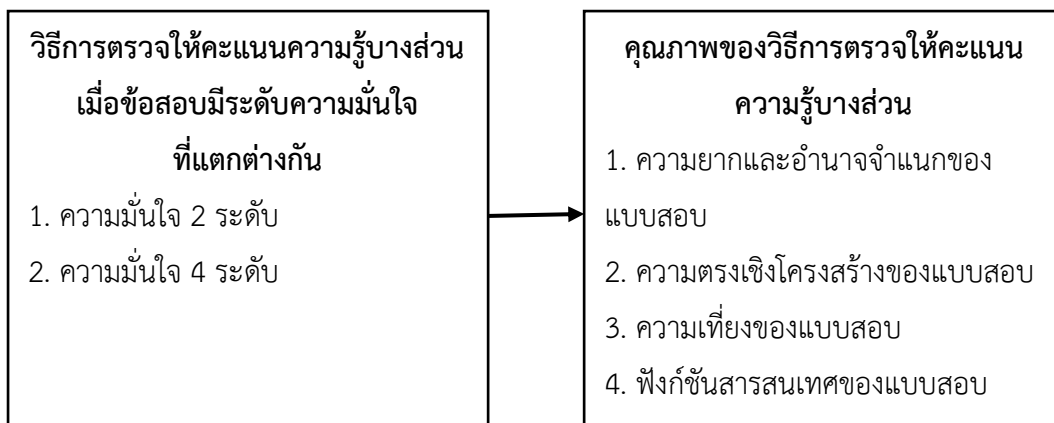 วิธีการตรวจให้คะแนนความรู้บางส่วน
เมื่อข้อสอบมีระดับความมั่นใจ
ที่แตกต่างกัน
1. ความมั่นใจ 2 ระดับ
2. ความมั่นใจ 4 ระดับ
คุณภาพของวิธีการตรวจให้คะแนน
ความรู้บางส่วน
1. ความยากและอำนาจจำแนกของ
แบบสอบ
2. ความตรงเชิงโครงสร้างของแบบสอบ
3. ความเที่ยงของแบบสอบ
4. ฟังก์ชันสารสนเทศของแบบสอบ